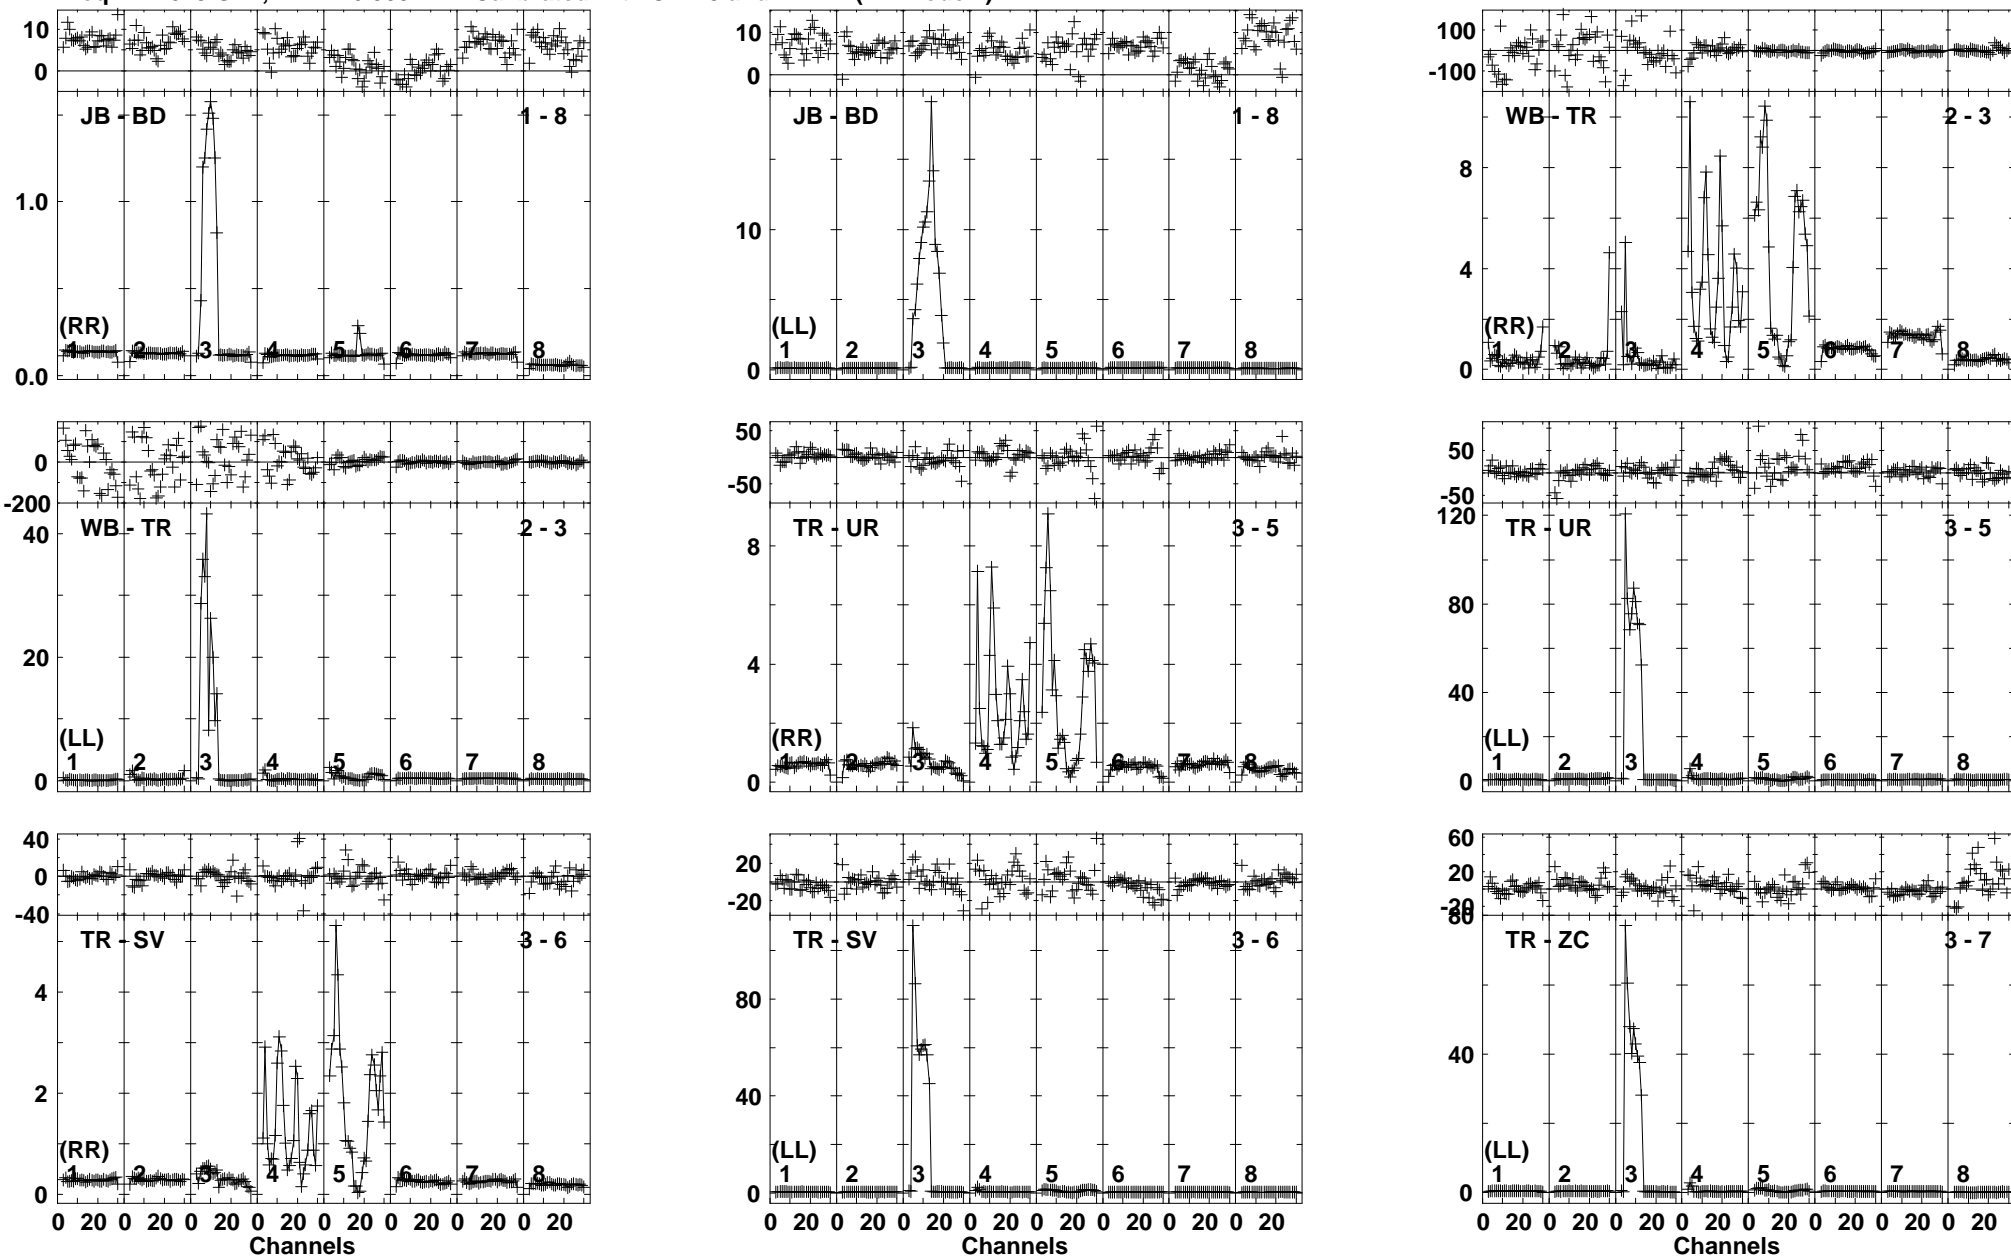 10 0 JB - BD 1 - 8 1.0 0.0 (RR) 1 2 3 4 5 6 7 8
10 0 JB - BD 1 - 8 10 0 (LL) 1 2 3 4 5 6 7 8
100 -100 WB - TR 2 - 3 8 4 0 (RR) 1 2 3 4 5 6 7 8
0 -200 WB - TR 2 - 3 40 20 0 (LL) 1 2 3 4 5 6 7 8
50 -50 TR - UR 3 - 5 8 4 0 (RR) 1 2 3 4 5 6 7 8
50 -50 TR - UR 3 - 5 120 80 40 0 (LL) 1 2 3 4 5 6 7 8
40 0 -40 TR - SV 3 - 6 4 2 0 (RR) 1 2 3 4 5 6 7 8
20 -20 TR - SV 3 - 6 80 40 0 (LL) 1 2 3 4 5 6 7 8
60 20 -20 80 TR - ZC 3 - 7 40 0 (LL) 1 2 3 4 5 6 7 8
0 20 0 20 0 20 0 20 0 20 0 20 0 20 0 20
0 20 0 20 0 20 0 20 0 20 0 20 0 20 0 20
0 20 0 20 0 20 0 20 0 20 0 20 0 20 0 20
Channels
Channels
Channels